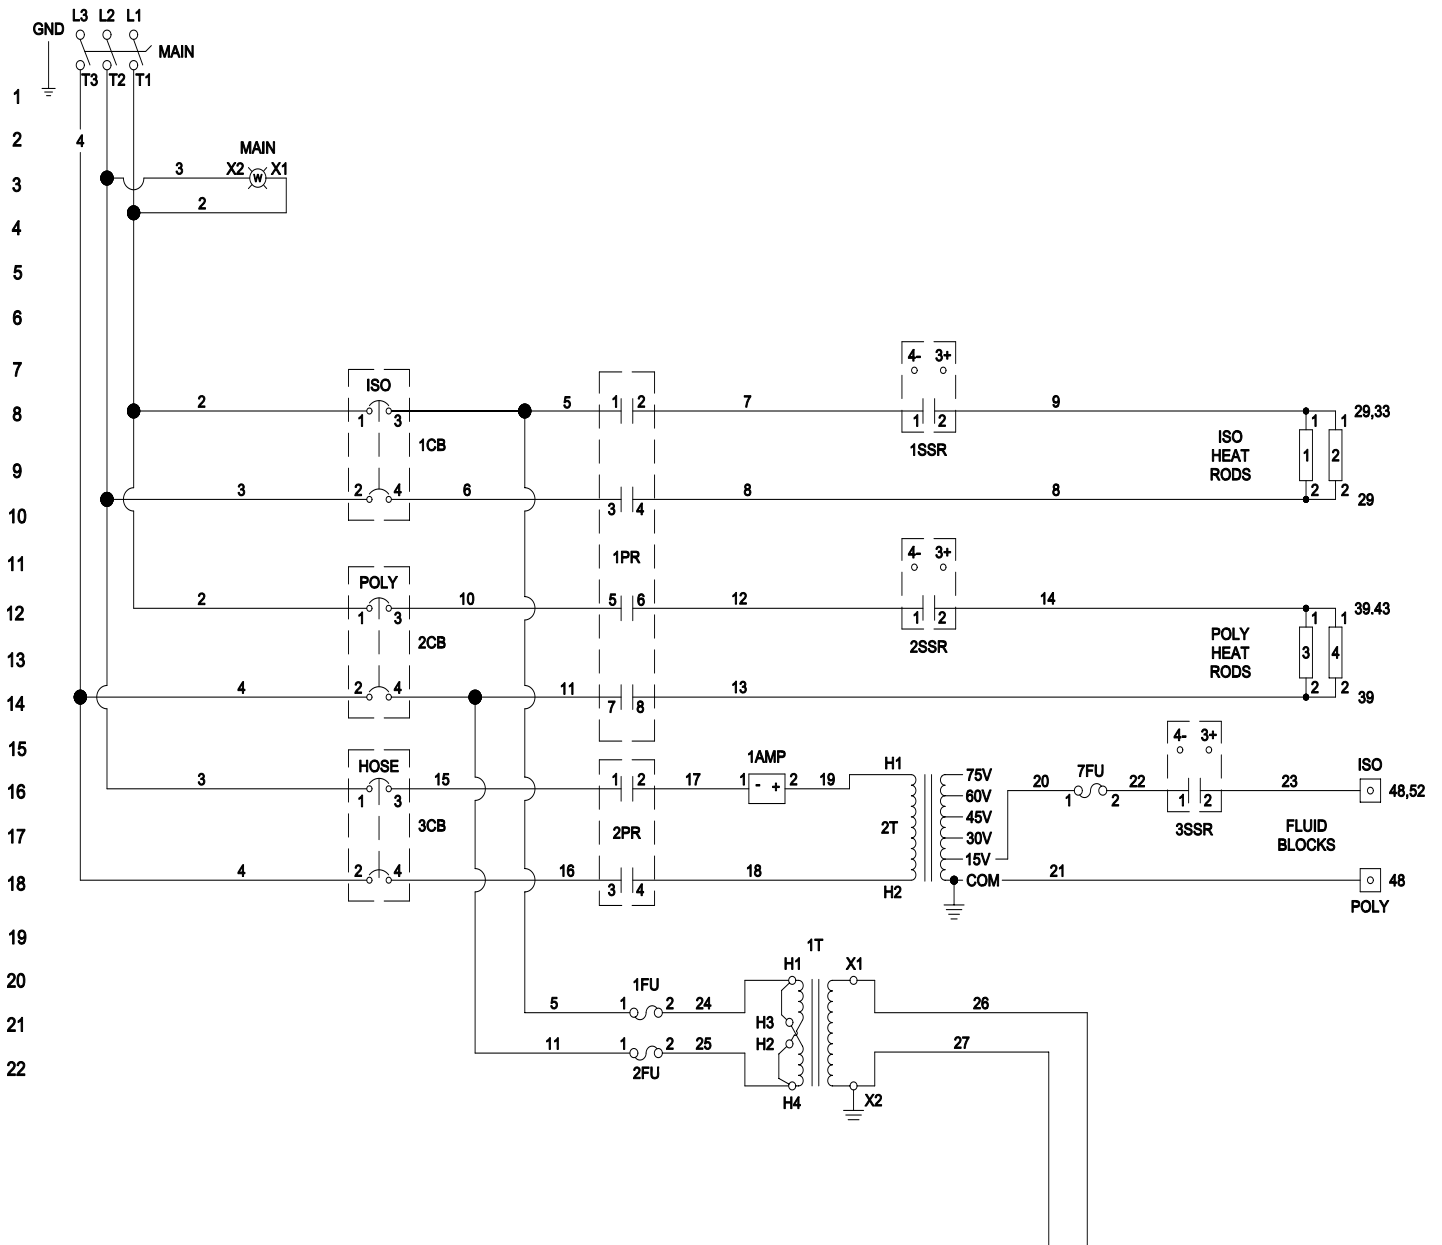 L3 L2 L1
GND
MAIN
T3 T2 T1
1
4
2
MAIN
3 X2 W X1
3
2
4
5
6
4- 3+
7
ISO
2 5 1 2 7 9 29,33
8
1 3 1 2 1 1
1CB 1SSR
ISO
HEAT
RODS
1 2
9
3 2 4 6 8 8 2 2 29
3 4
10
4- 3+
11
1PR
POLY
2 10 5 6 12 14 39.43
12
1 3 1 2 1 1
2CB 2SSR
POLY
HEAT
RODS
3 4
13
4 2 4 11 13 2 2 39
14
7 8
4- 3+
15
HOSE
1AMP
H1
75V
ISO
3 15 1 2 17 1 - + 2 19 20 7FU 22 23 48,52
16
1 3
60V
1 2 1 2
3CB
45V
3SSR
2PR 2T
FLUID
BLOCKS
17
30V
15V
4 2 4 16 18 COM 21 48
18
3 4
H2
POLY
19
1T
H1 X1
20
1FU
5 1 2 24 26
H3
21
H2
11 1 2 25 27
2FU
22
H4 X2